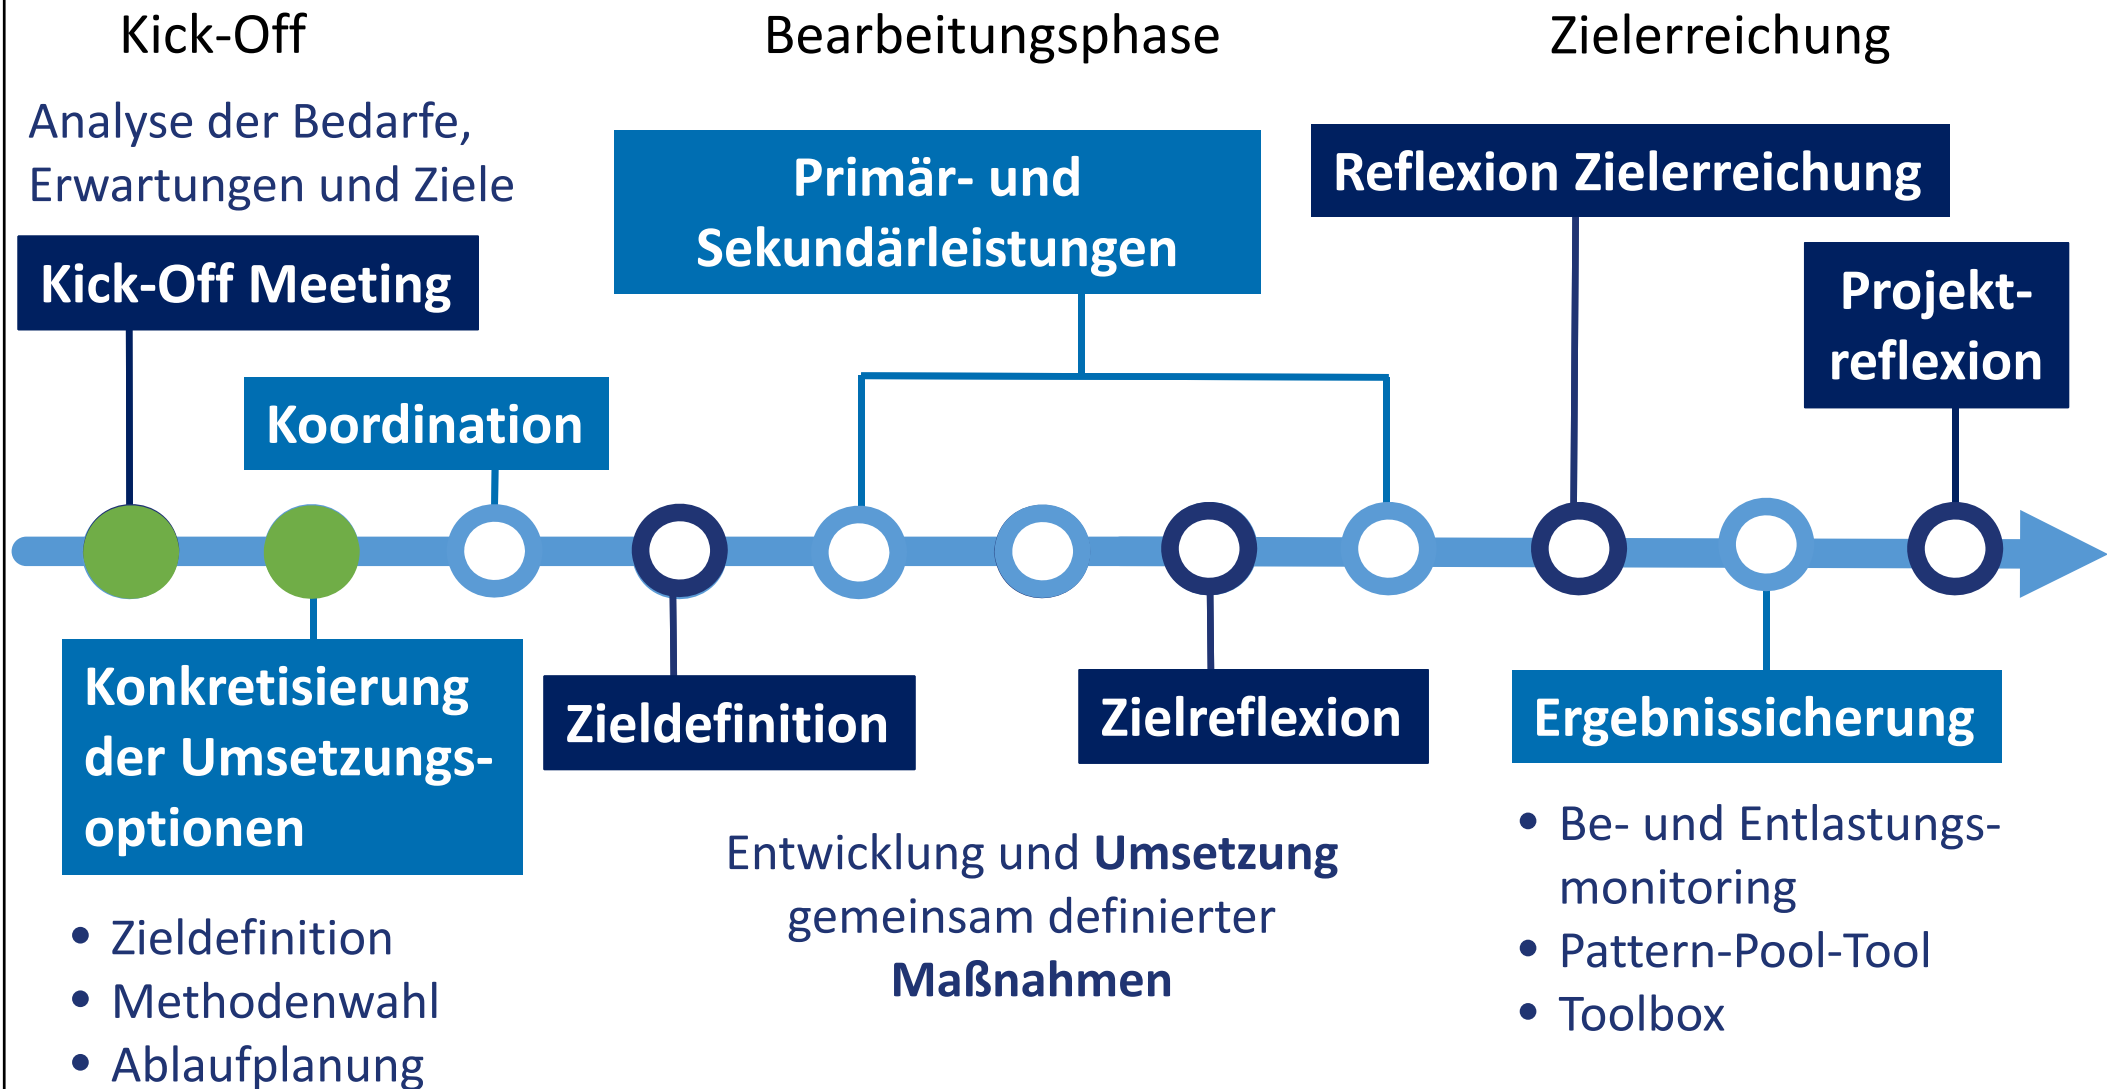 Kick-Off
Bearbeitungsphase
Zielerreichung
Analyse der Bedarfe,
Erwartungen und Ziele
Kick-Off Meeting
Koordination
Primär- und
Sekundärleistungen
Reflexion Zielerreichung
Projekt-
reflexion
Konkretisierung
der Umsetzungs-
optionen
Zieldefinition
Zielreflexion
Ergebnissicherung
• Zieldefinition
• Methodenwahl
• Ablaufplanung
Entwicklung und Umsetzung
gemeinsam definierter
Maßnahmen
• Be- und Entlastungs-
monitoring
• Pattern-Pool-Tool
• Toolbox